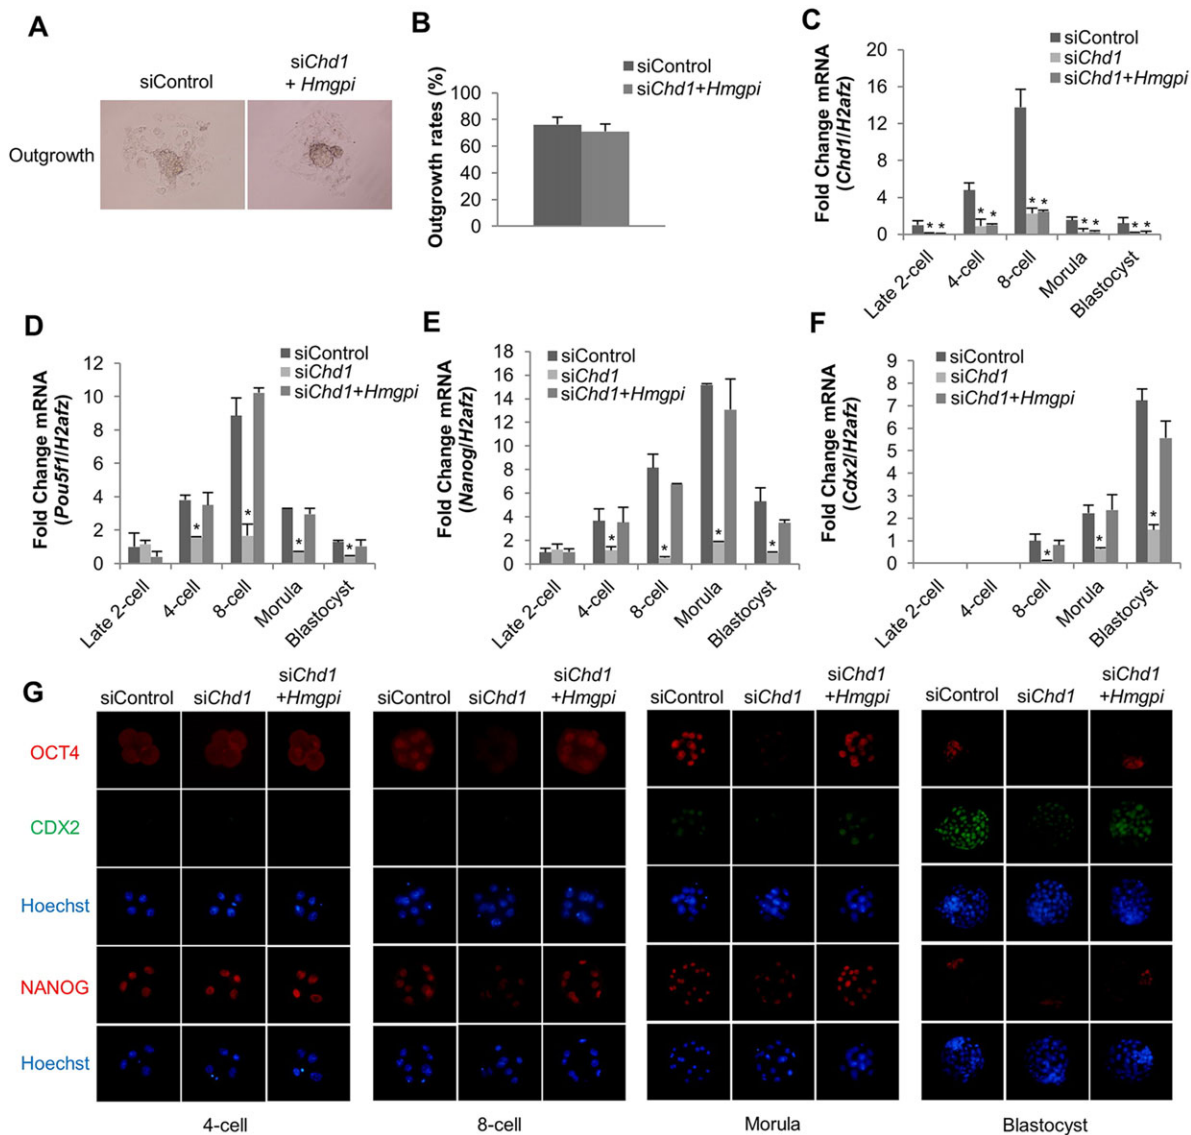 A
siControl
siChd1
+ Hmgpi
Outgrowth
B
siControl
siChd1+Hmgpi
Outgrowth rates (%)
100
80
60
40
20
0
C
siControl
siChd1
siChd1+Hmgpi
Fold Change mRNA
(Chd1/H2afz)
20
16
12
8
4
0
* * * * * * * * * *
Late 2-cell
4-cell
8-cell
Morula
Blastocyst
D
siControl
siChd1
siChd1+Hmgpi
Fold Change mRNA
(Pou5f1/H2afz)
12
10
8
6
4
2
0
* * * *
Late 2-cell
4-cell
8-cell
Morula
Blastocyst
E
siControl
siChd1
siChd1+Hmgpi
Fold Change mRNA
(Nanog/H2afz)
18
16
14
12
10
8
6
4
2
0
* * * *
Late 2-cell
4-cell
8-cell
Morula
Blastocyst
F
siControl
siChd1
siChd1+Hmgpi
Fold Change mRNA
(Cdx2/H2afz)
9
8
7
6
5
4
3
2
1
0
* * *
Late 2-cell
4-cell
8-cell
Morula
Blastocyst
G
siControl siChd1 siChd1 +Hmgpi
siControl siChd1 siChd1 +Hmgpi
siControl siChd1 siChd1 +Hmgpi
siControl siChd1 siChd1 +Hmgpi
OCT4
CDX2
Hoechst
NANOG
Hoechst
4-cell 8-cell Morula Blastocyst